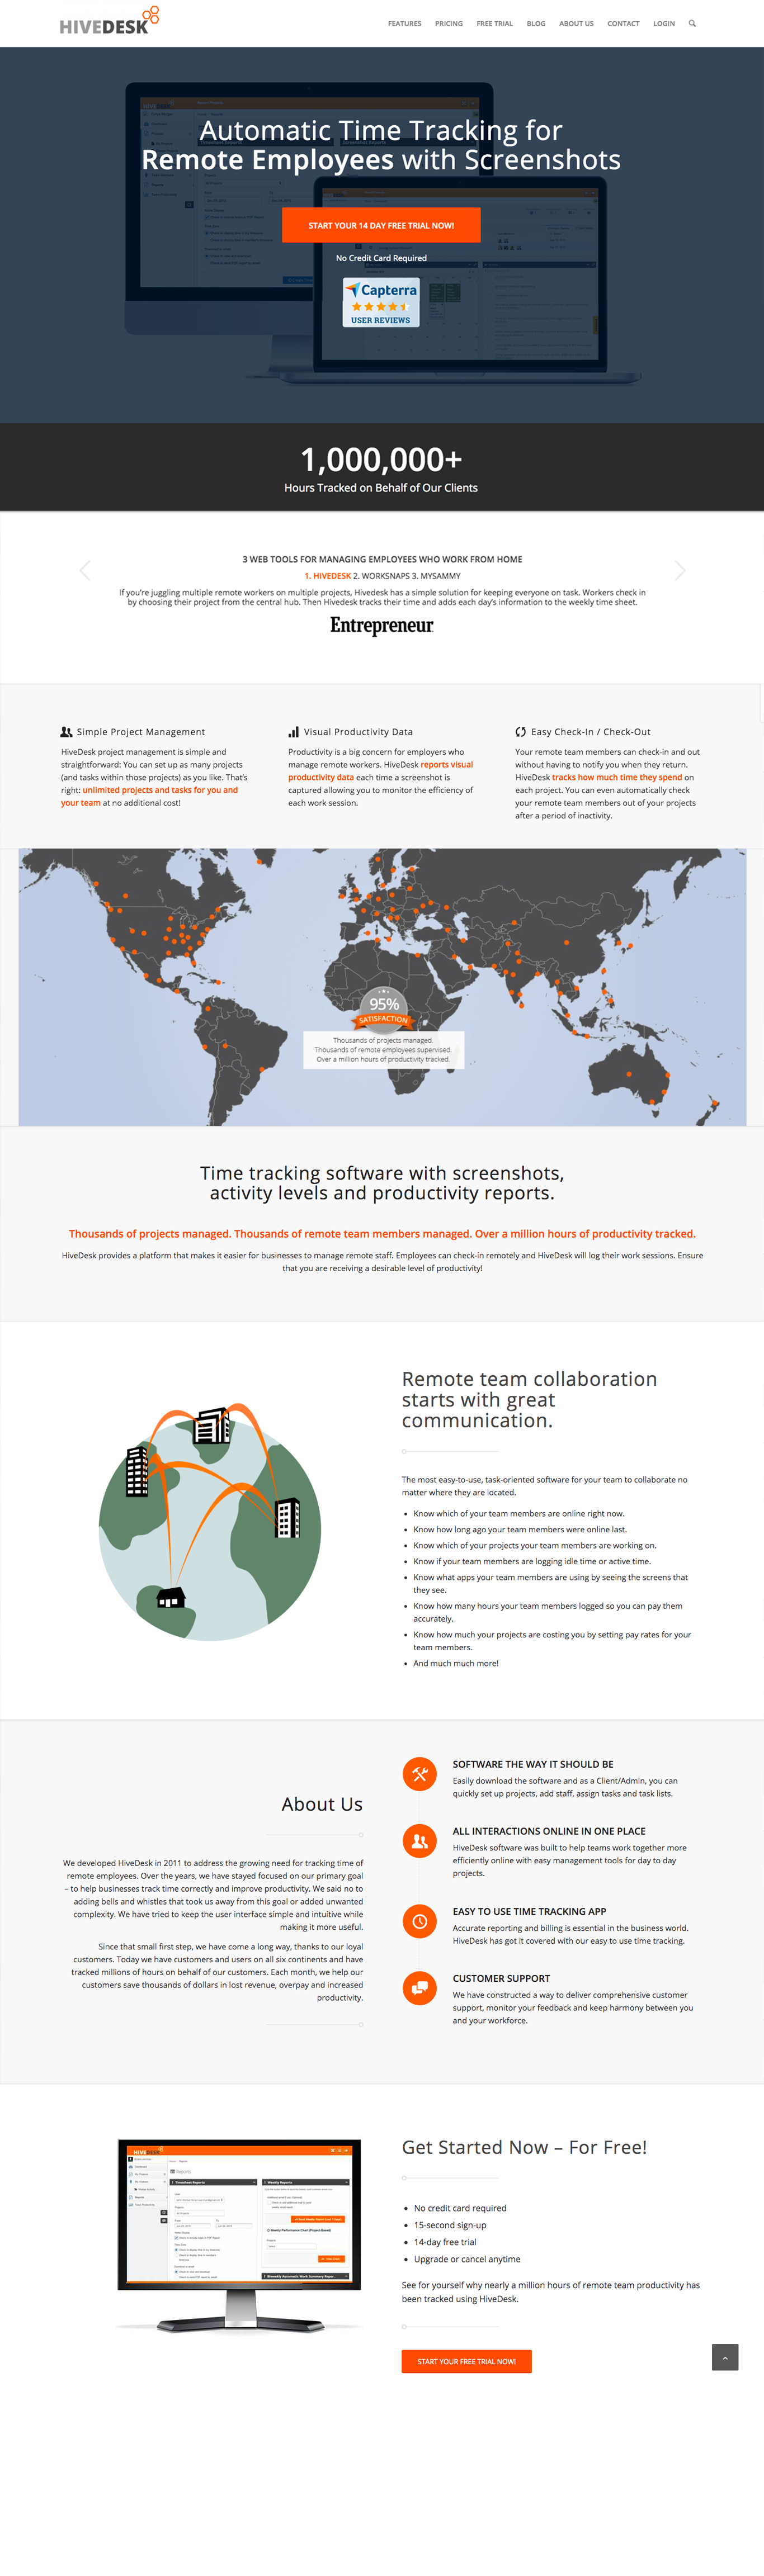 HIVEDESK
FEATURES PRICING FREE TRIAL BLOG ABOUT US CONTACT LOGIN
Automatic Time Tracking for
Remote Employees with Screenshots
START YOUR 14 DAY FREE TRIAL NOW!
No Credit Card Required
Capterra
USER REVIEWS
1,000,000+
Hours Tracked on Behalf of Our Clients
3 WEB TOOLS FOR MANAGING EMPLOYEES WHO WORK FROM HOME
1. HIVEDESK 2. WORKSNAPS 3. MYSAMMY
If you're juggling multiple remote workers on multiple projects, Hivedesk has a simple solution for keeping everyone on task. Workers check in
by choosing their project from the central hub. Then Hivedesk tracks their time and adds each day's information to the weekly time sheet.
Entrepreneur
Simple Project Management
HiveDesk project management is simple and
straightforward: You can set up as many projects
(and tasks within those projects) as you like. That's
right: unlimited projects and tasks for you and
your team at no additional cost!
Visual Productivity Data
Productivity is a big concern for employers who
manage remote workers. HiveDesk reports visual
productivity data each time a screenshot is
captured allowing you to monitor the efficiency of
each work session.
Easy Check-In / Check-Out
Your remote team members can check-in and out
without having to notify you when they return.
HiveDesk tracks how much time they spend on
each project. You can even automatically check
your remote team members out of your projects
after a period of inactivity.
95%
SATISFACTION
Thousands of projects managed.
Thousands of remote employees supervised.
Over a million hours of productivity tracked.
Time tracking software with screenshots,
activity levels and productivity reports.
Thousands of projects managed. Thousands of remote team members managed. Over a million hours of productivity tracked.
HiveDesk provides a platform that makes it easier for businesses to manage remote staff. Employees can check-in remotely and HiveDesk will log their work sessions. Ensure
that you are receiving a desirable level of productivity!
Remote team collaboration
starts with great
communication.
The most easy-to-use, task-oriented software for your team to collaborate no
matter where they are located.
• Know which of your team members are online right now.
• Know how long ago your team members were online last.
• Know which of your projects your team members are working on.
• Know if your team members are logging idle time or active time.
• Know what apps your team members are using by seeing the screens that
they see.
• Know how many hours your team members logged so you can pay them
accurately.
• Know how much your projects are costing you by setting pay rates for your
team members.
• And much much more!
About Us
We developed HiveDesk in 2011 to address the growing need for tracking time of
remote employees. Over the years, we have stayed focused on our primary goal
– to help businesses track time correctly and improve productivity. We said no to
adding bells and whistles that took us away from this goal or added unwanted
complexity. We have tried to keep the user interface simple and intuitive while
making it more useful.
Since that small first step, we have come a long way, thanks to our loyal
customers. Today we have customers and users on all six continents and have
tracked millions of hours on behalf of our customers. Each month, we help our
customers save thousands of dollars in lost revenue, overpay and increased
productivity.
SOFTWARE THE WAY IT SHOULD BE
Easily download the software and as a Client/Admin, you can
quickly set up projects, add staff, assign tasks and task lists.
ALL INTERACTIONS ONLINE IN ONE PLACE
HiveDesk software was built to help teams work together more
efficiently online with easy management tools for day to day
projects.
EASY TO USE TIME TRACKING APP
Accurate reporting and billing is essential in the business world.
HiveDesk has got it covered with our easy to use time tracking.
CUSTOMER SUPPORT
We have constructed a way to deliver comprehensive customer
support, monitor your feedback and keep harmony between you
and your workforce.
HIVEDESK
Reports
Timesheet Reports
Weekly Reports
Get Started Now – For Free!
• No credit card required
• 15-second sign-up
• 14-day free trial
• Upgrade or cancel anytime
See for yourself why nearly a million hours of remote team productivity has
been tracked using HiveDesk.
START YOUR FREE TRIAL NOW!